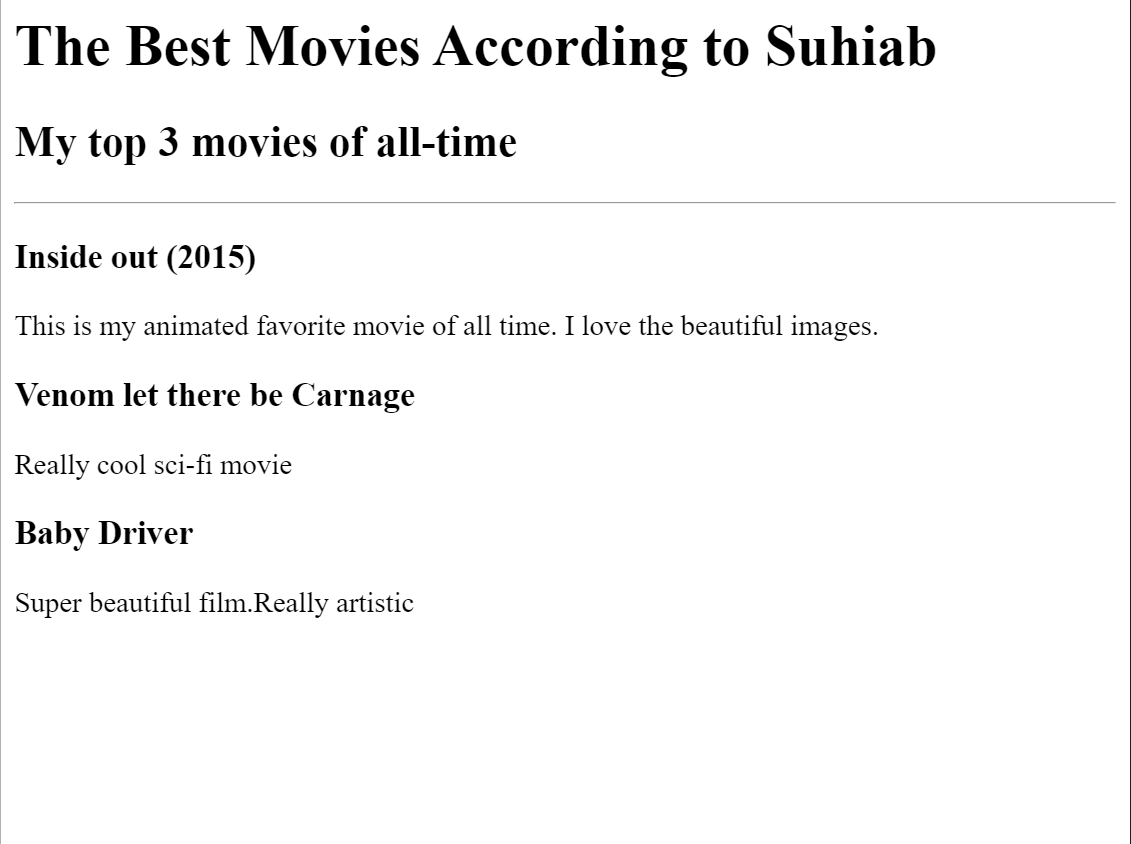 The Best Movies According to Suhiab
My top 3 movies of all-time
Inside out (2015)
This is my animated favorite movie of all time. I love the beautiful images.
Venom let there be Carnage
Really cool sci-fi movie
Baby Driver
Super beautiful film.Really artistic